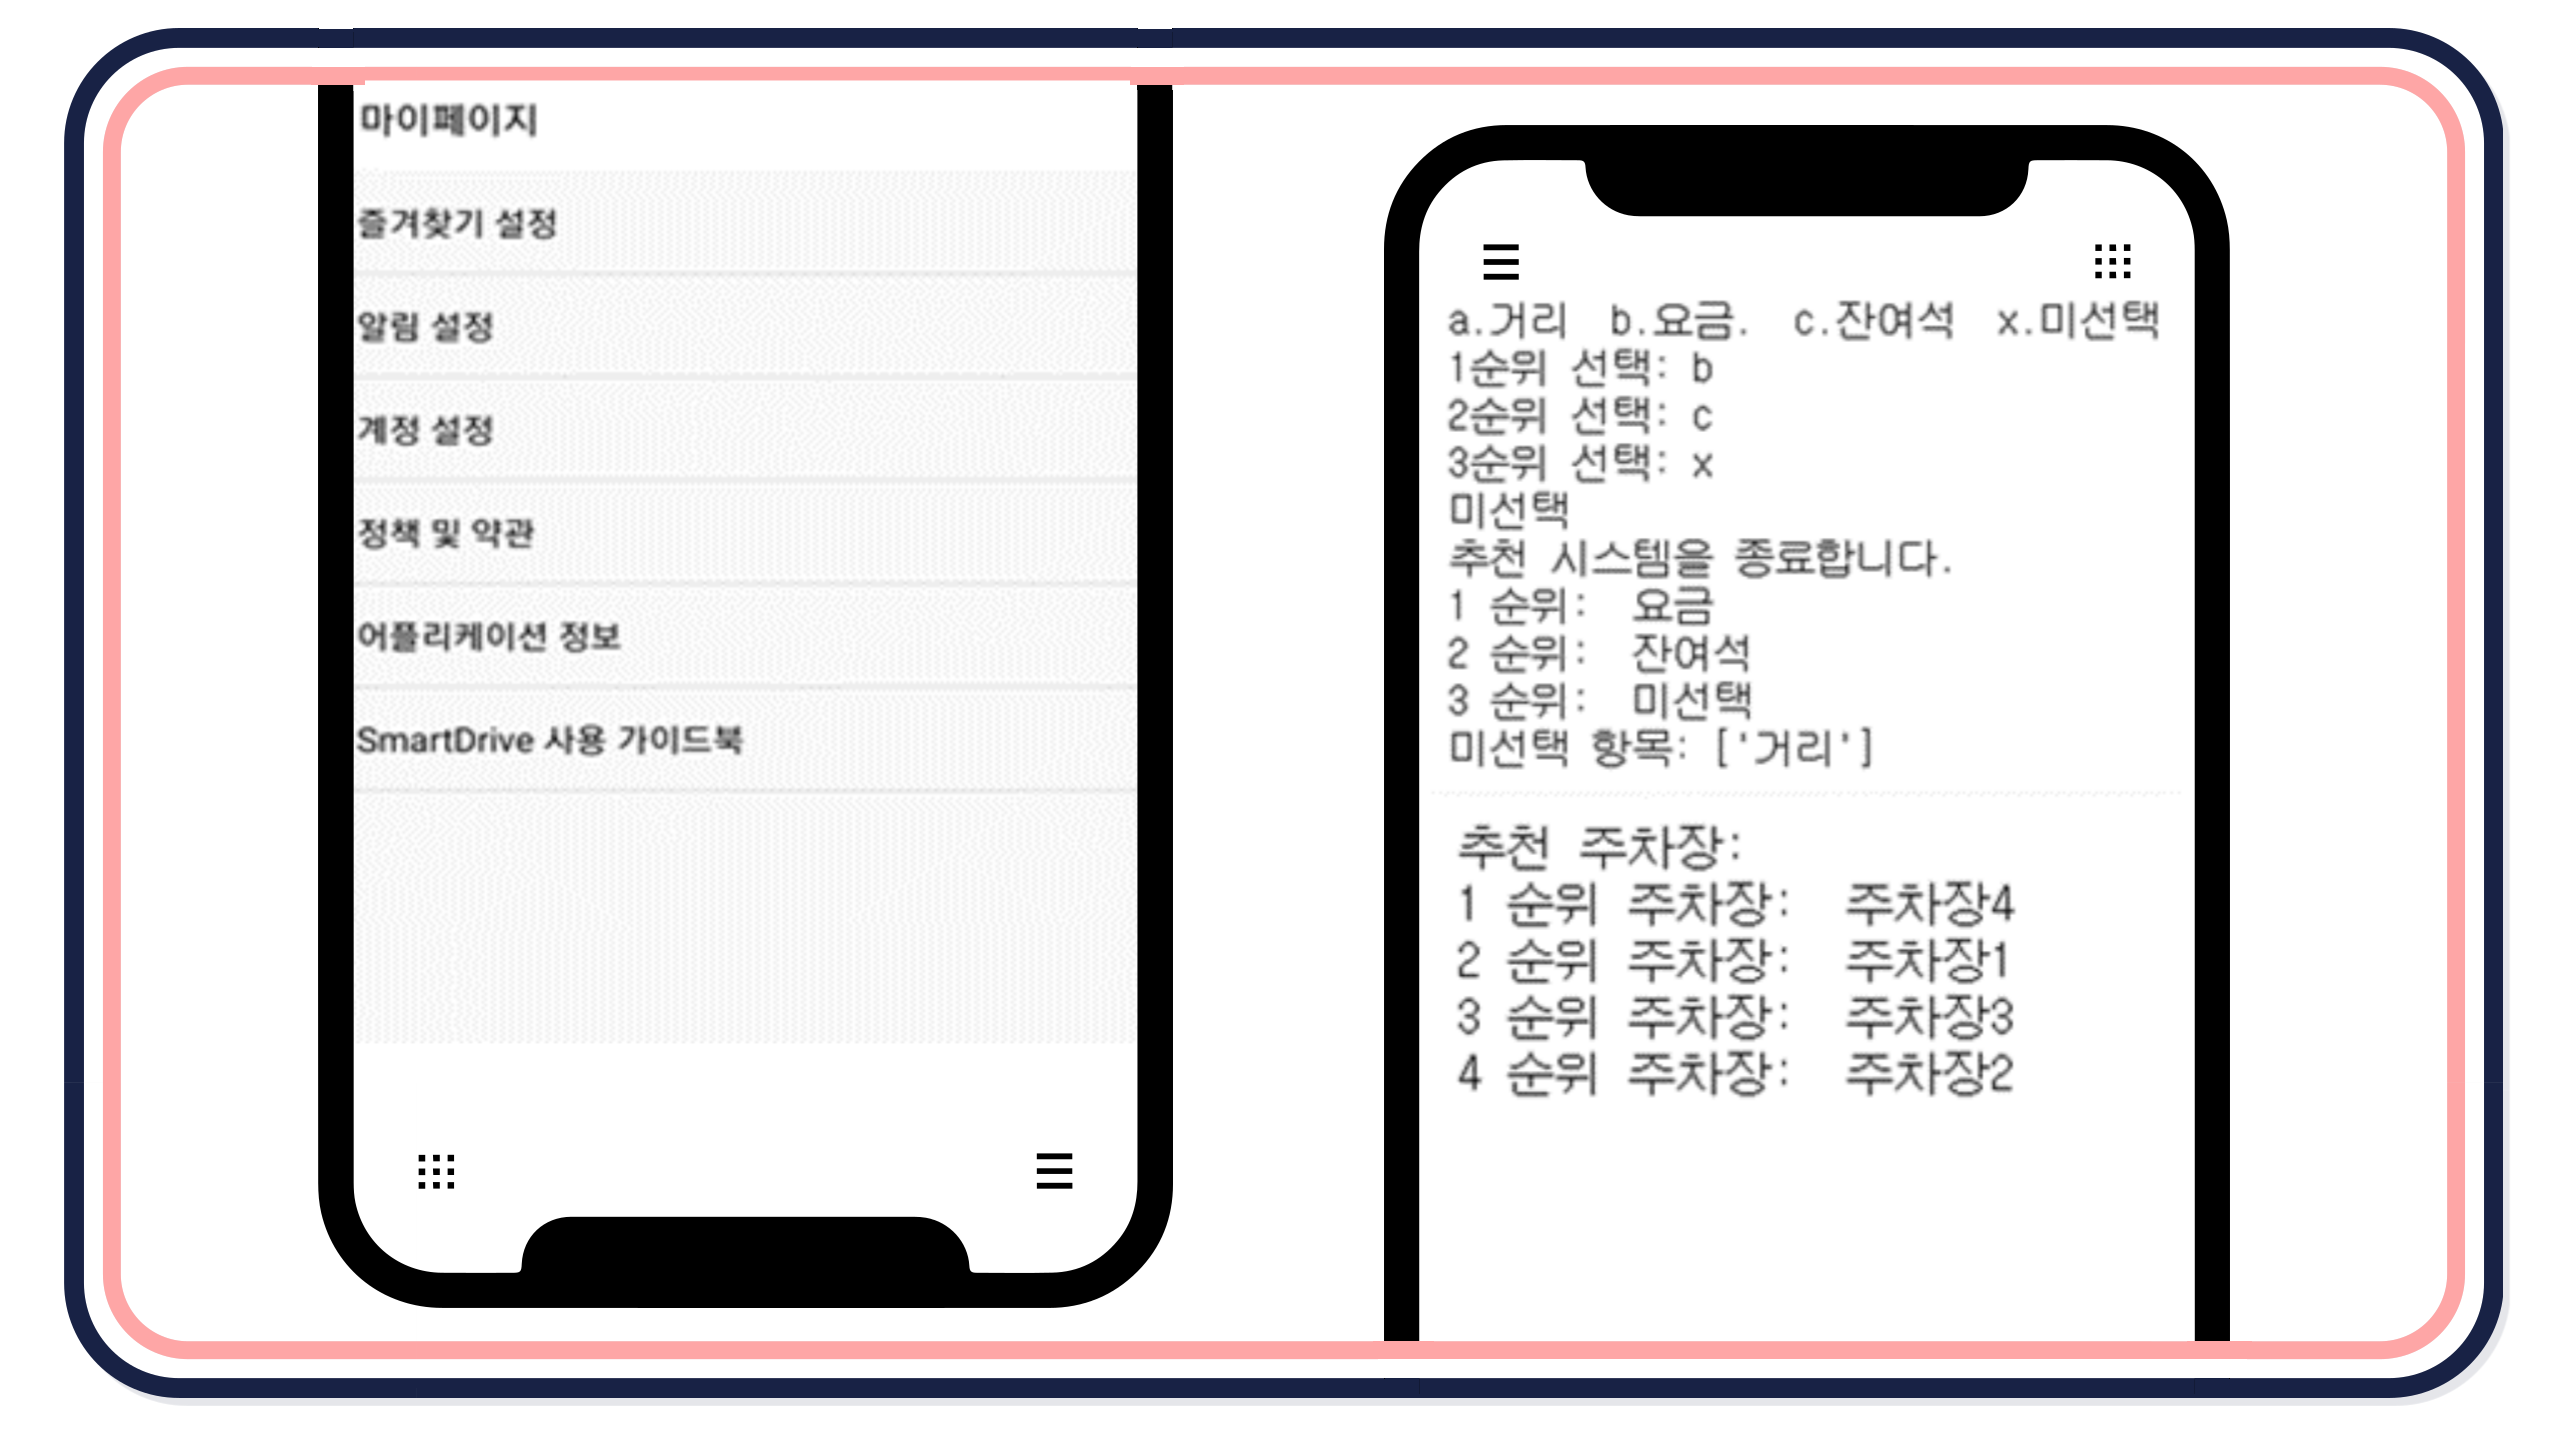 마이페이지
즐겨찾기 설정
알림 설정
계정 설정
정책 및 약관
어플리케이션 정보
SmartDrive 사용 가이드북
a.거리 b.요금. c.잔여석 x.미선택
1순위 선택: b
2순위 선택: c
3순위 선택: x
미선택
추천 시스템을 종료합니다.
1 순위: 요금
2 순위: 잔여석
3 순위: 미선택
미선택 항목: ['거리']
추천 주차장:
1 순위 주차장: 주차장4
2 순위 주차장: 주차장1
3 순위 주차장: 주차장3
4 순위 주차장: 주차장2